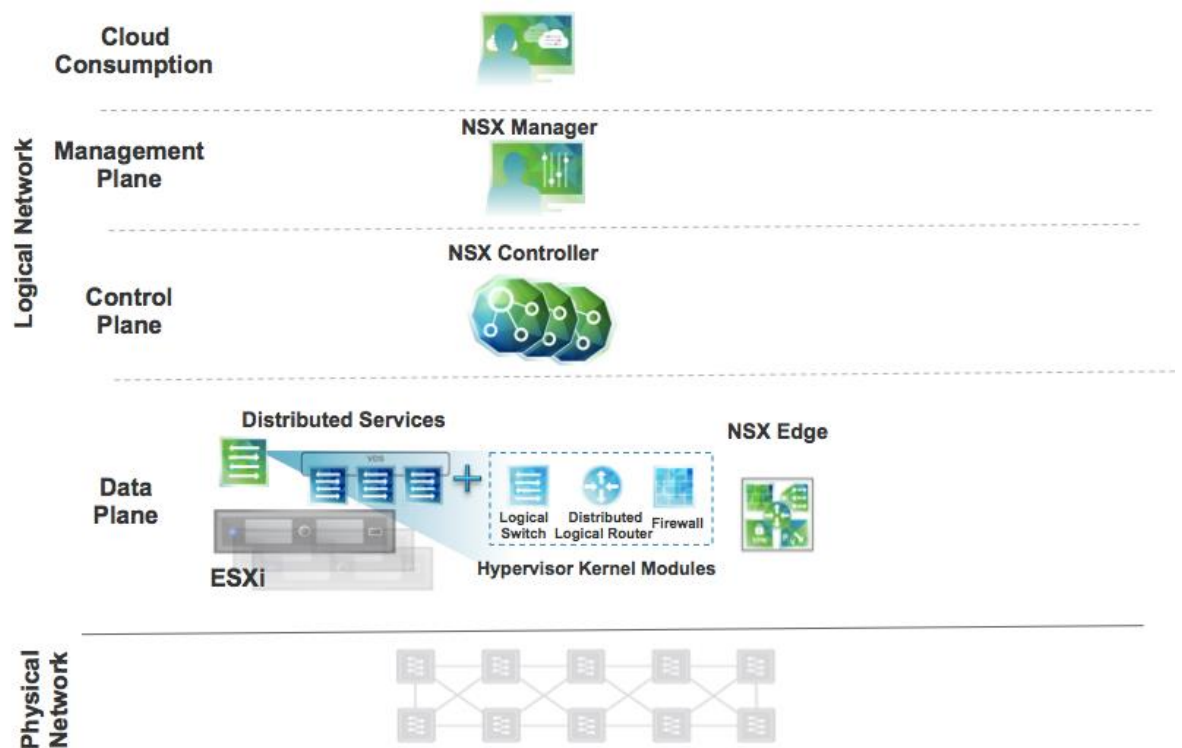 Cloud
Consumption
Logical Network
NSX Manager
Management
Plane
NSX Controller
Control
Plane
Distributed Services
NSX Edge
VDS
Data
Plane
Logical
Switch
Distributed
Logical Router
Firewall
Hypervisor Kernel Modules
ESXi
Physical
Network